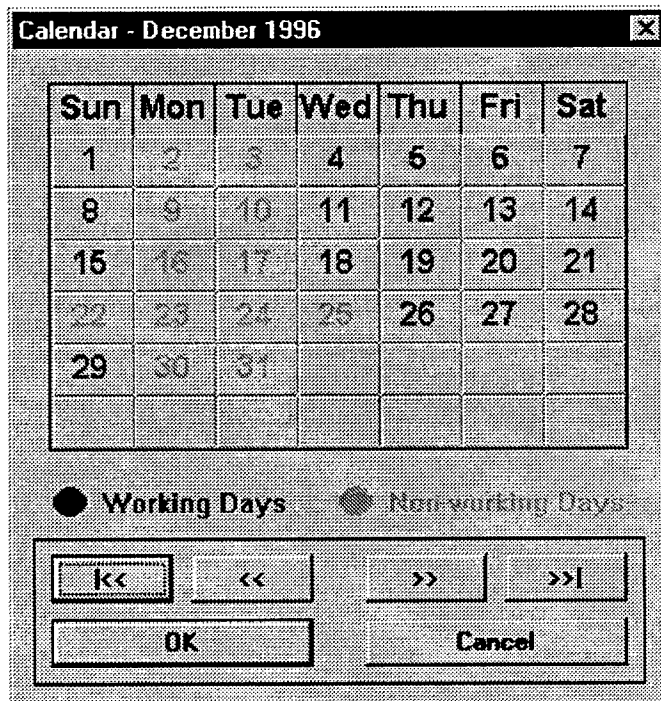 Calendar - December 1996
Sun Mon Tue Wed Thu Fri Sat
1 2 3 4 5 6 7
8 9 10 11 12 13 14
15 16 17 18 19 20 21
22 23 24 25 26 27 28
29 30 31
Working Days Non-working Days
|<< << >> >>|
OK Cancel